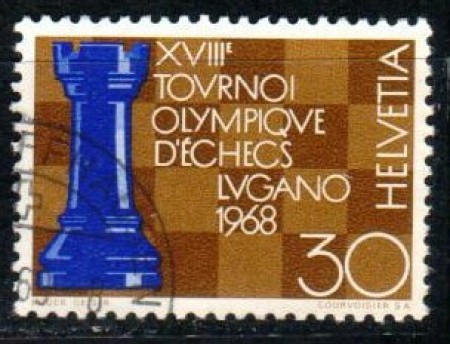 XVIIIE
TOVRNOI
OLYMPIQVE
D'ÉCHECS
LVGANO
1968
HELVETIA
30
COURVOISIER S.A.